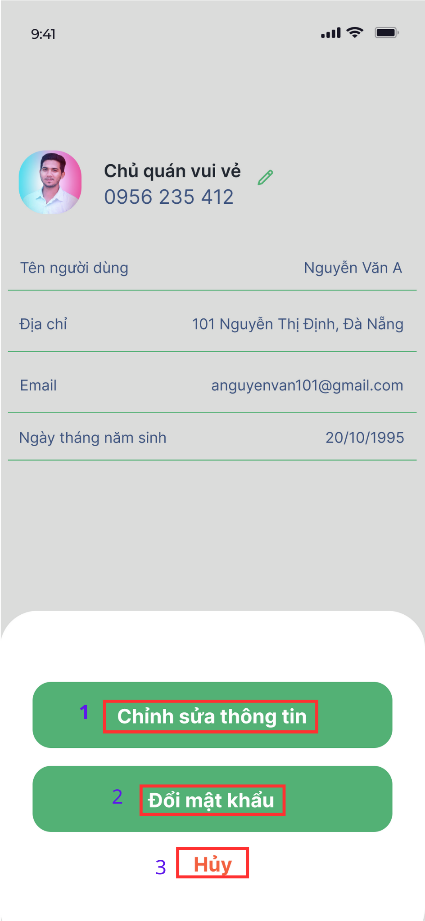 9:41
Chủ quán vui vẻ
0956 235 412
Tên người dùng Nguyễn Văn A
Địa chỉ 101 Nguyễn Thị Định, Đà Nẵng
Email anguyenvan101@gmail.com
Ngày tháng năm sinh 20/10/1995
1 Chỉnh sửa thông tin
2 Đổi mật khẩu
3 Hủy